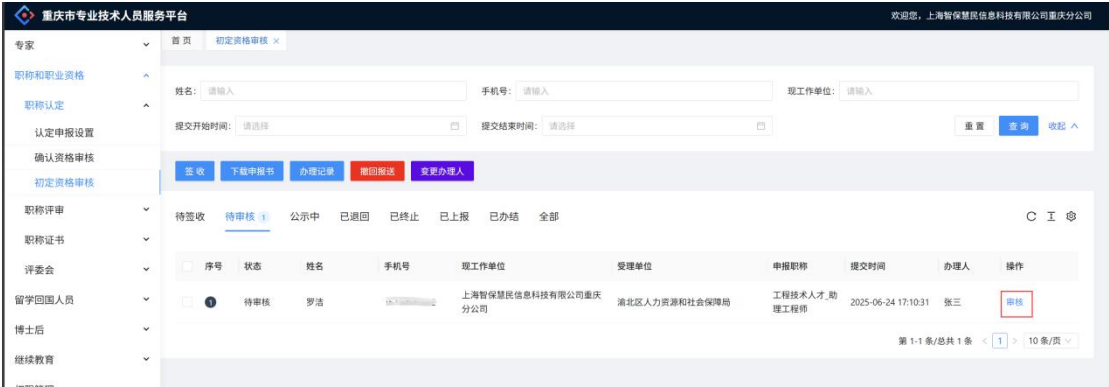 重庆市专业技术人员服务平台
欢迎您，上海智保慧民信息科技有限公司重庆分公司
专家
首页 初定资格审核 ×
职称和职业资格
职称认定
认定申报设置
确认资格审核
初定资格审核
职称评审
职称证书
评委会
留学回国人员
博士后
继续教育
姓名: 请输入 手机号: 请输入 现工作单位: 请输入
提交开始时间: 请选择 提交结束时间: 请选择 重置 查询 收起
签收 下载申报书 办理记录 撤回报送 变更办理人
待签收 待审核 1 公示中 已退回 已终止 已上报 已办结 全部
序号 状态 姓名 手机号 现工作单位 受理单位 申报职称 提交时间 办理人 操作
1 待审核 罗洁 上海智保慧民信息科技有限公司重庆分公司 渝北区人力资源和社会保障局 工程技术人才_助理工程师 2025-06-24 17:10:31 张三 审核
第 1-1 条/总共 1 条 < 1 > 10 条/页